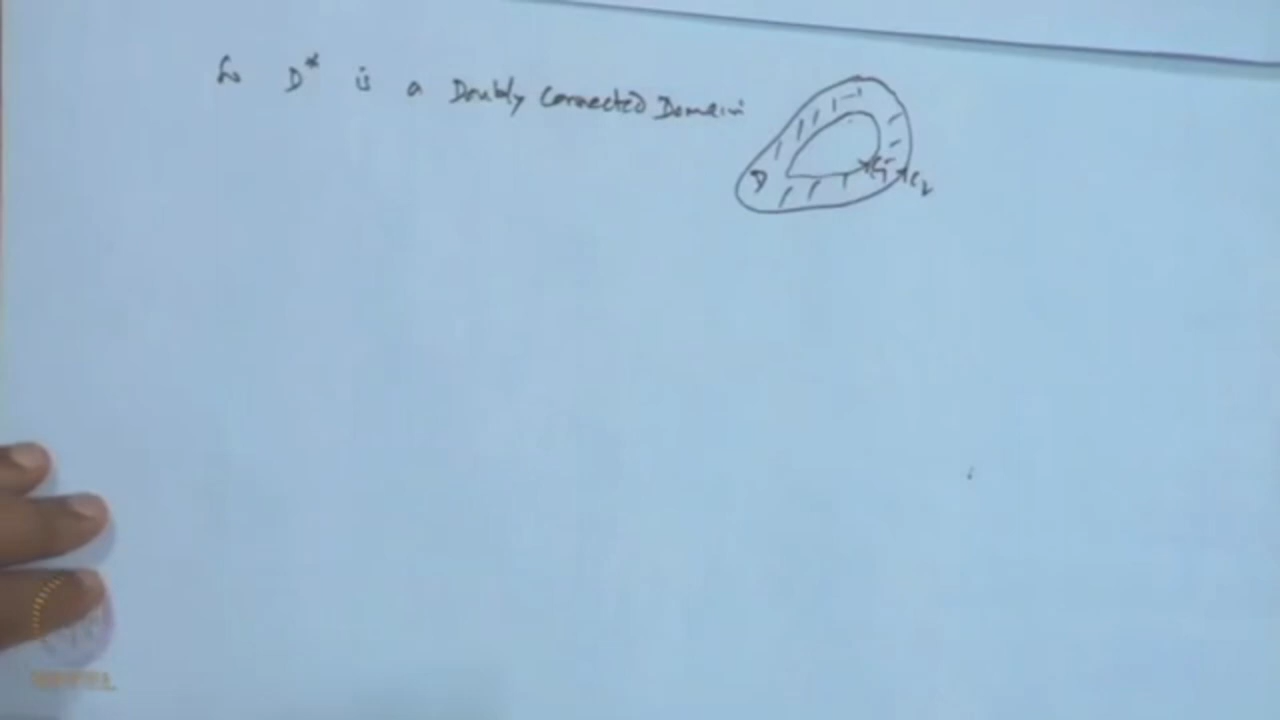 So D* is a Doubly Connected Domain
D
C₁
C₂